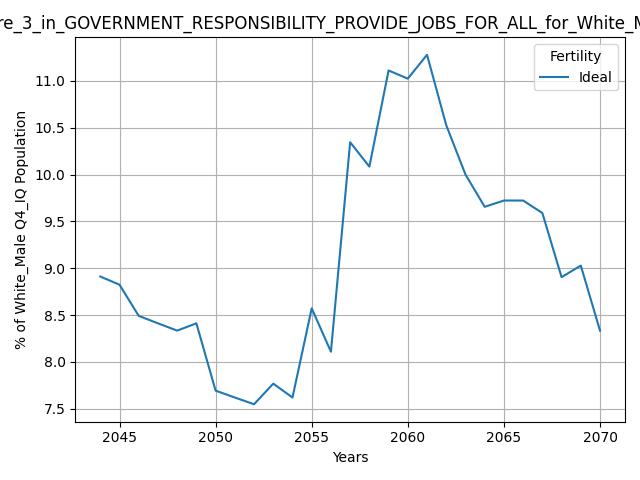 re_3_in_GOVERNMENT_RESPONSIBILITY_PROVIDE_JOBS_FOR_ALL_for_White_M
Fertility
Ideal
% of White_Male Q4_IQ Population
11.0
10.5
10.0
9.5
9.0
8.5
8.0
7.5
2045 2050 2055 2060 2065 2070
Years